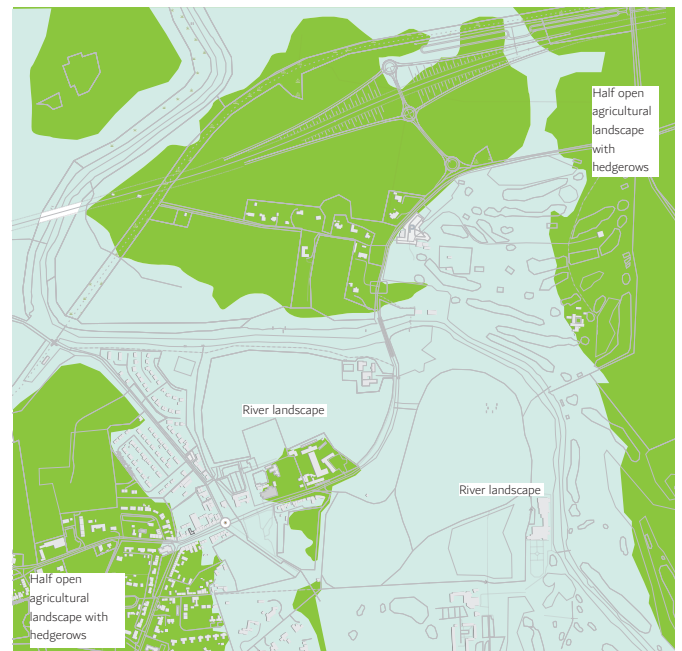 Half open
agricultural
landscape
with
hedgerows
River landscape
River landscape
Half open
agricultural
landscape with
hedgerows